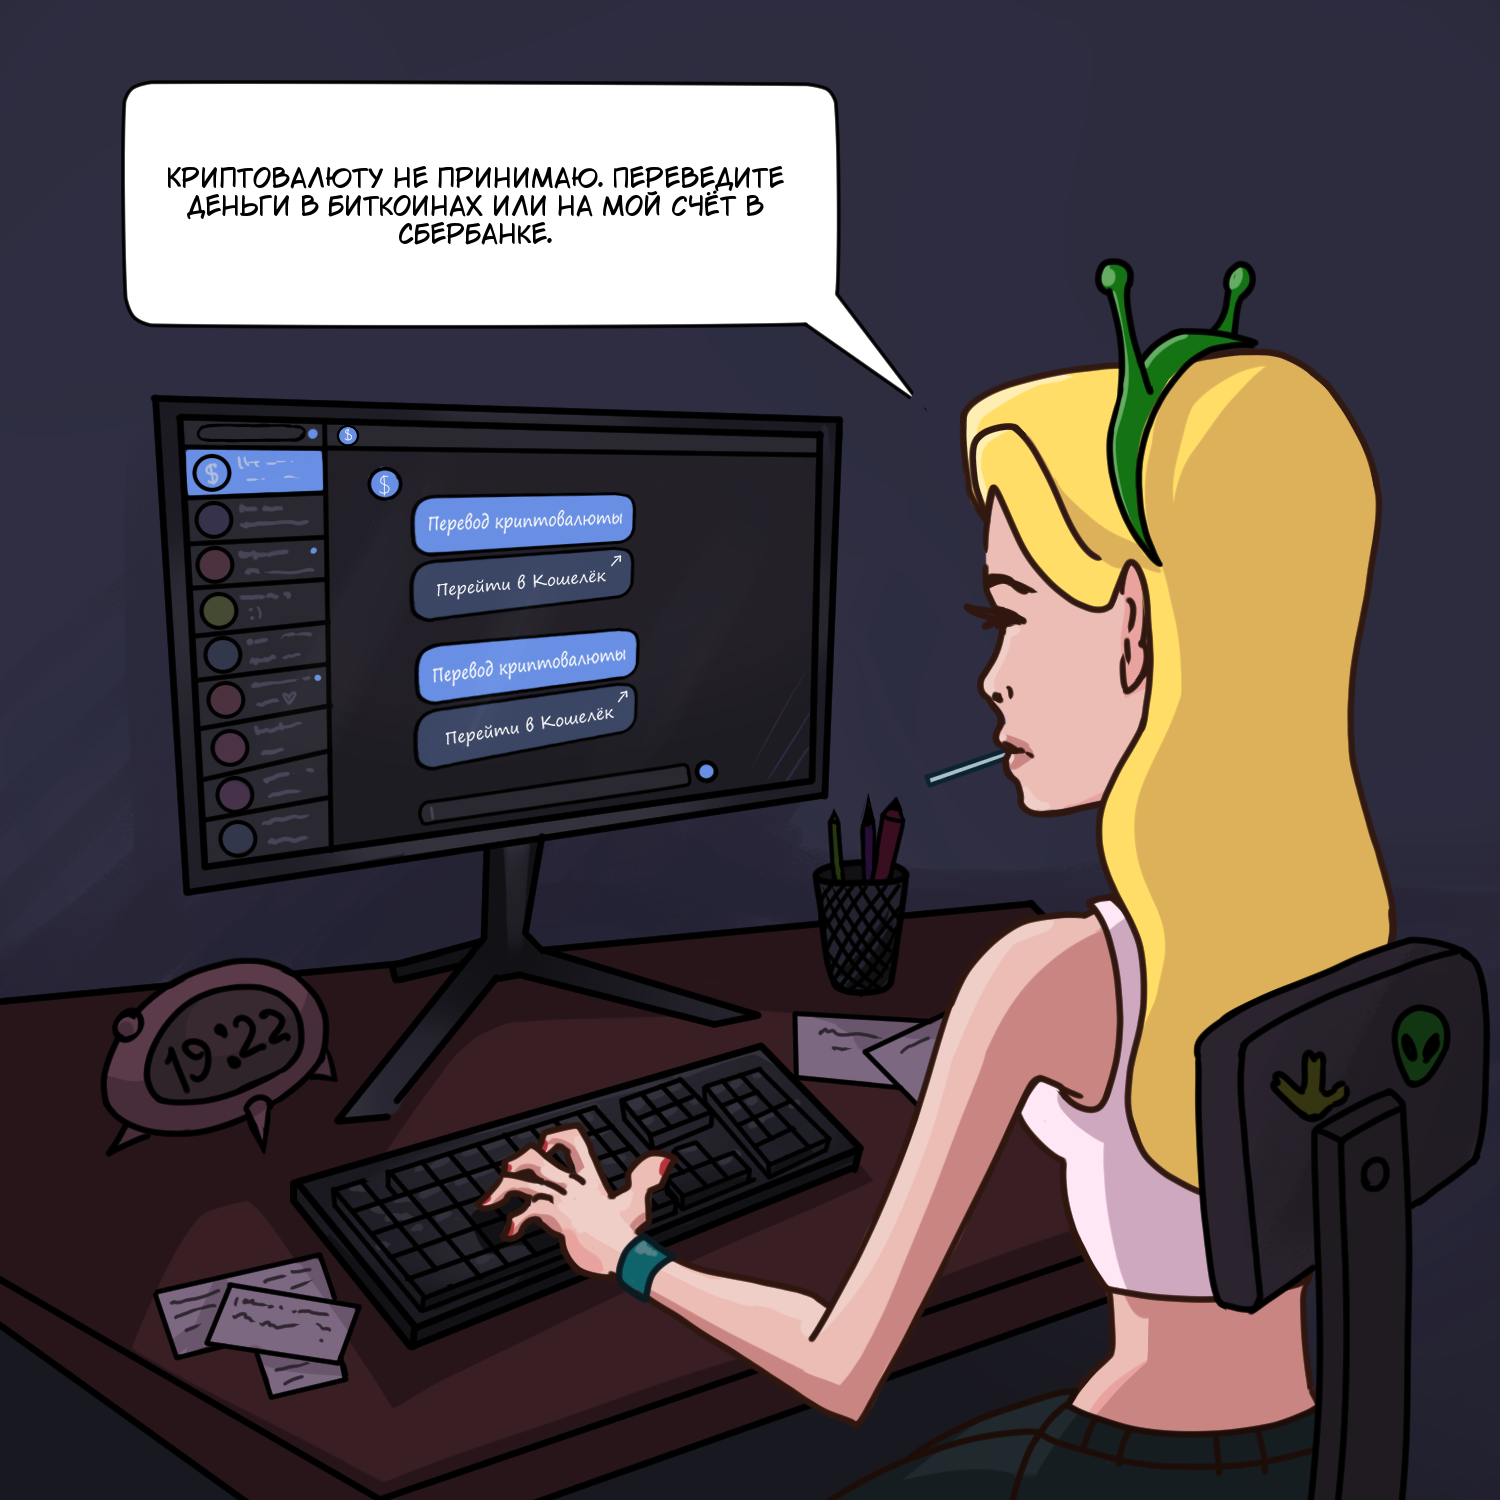 КРИПТОВАЛЮТУ НЕ ПРИНИМАЮ. ПЕРЕВЕДИТЕ
ДЕНЬГИ В БИТКОИНАХ ИЛИ НА МОЙ СЧЁТ В
СБЕРБАНКЕ.
$
$
$
Перевод криптовалюты
Перейти в Кошелёк
:)
Перевод криптовалюты
Перейти в Кошелёк
19:22